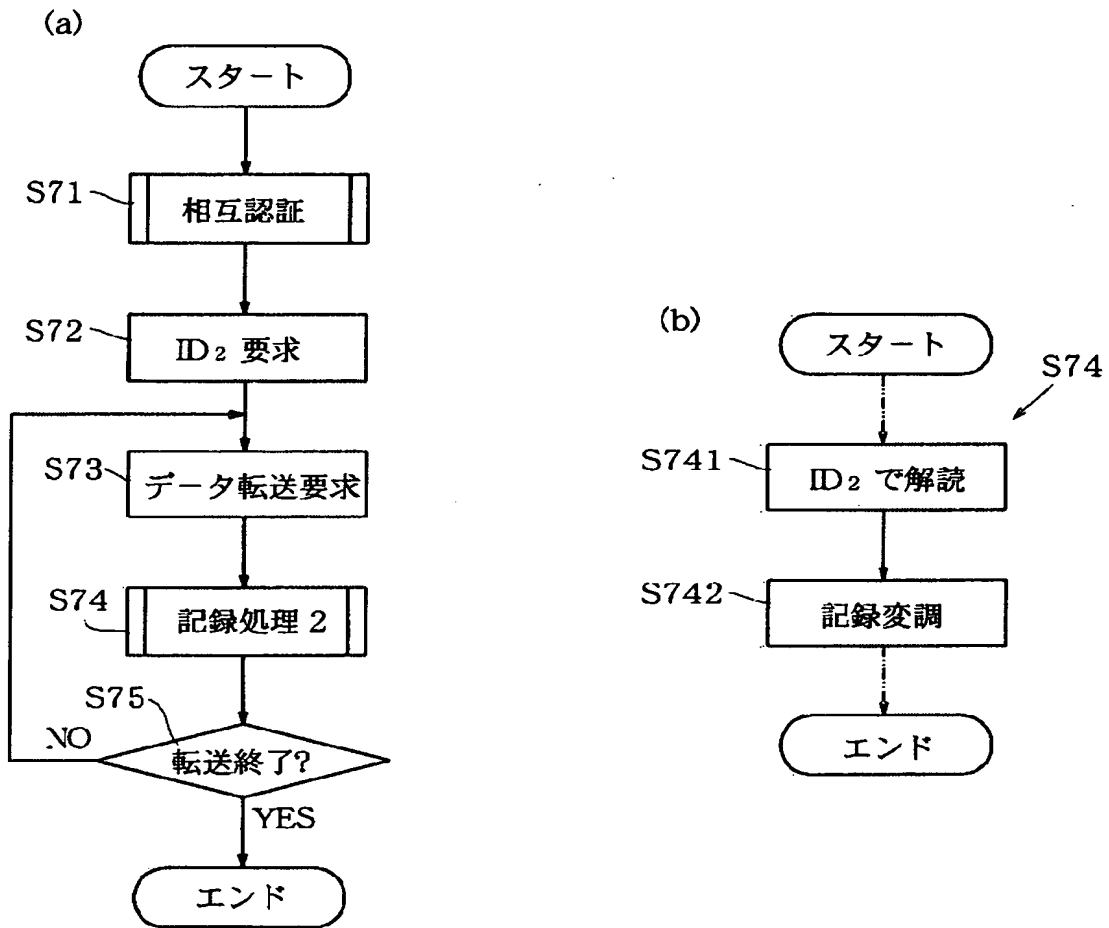 (a)
スタート
S71
相互認証
S72
ID₂ 要求
S73
データ転送要求
S74
記録処理 2
S75
NO
転送終了?
YES
エンド
(b)
スタート
S74
S741
ID₂ で解読
S742
記録変調
エンド